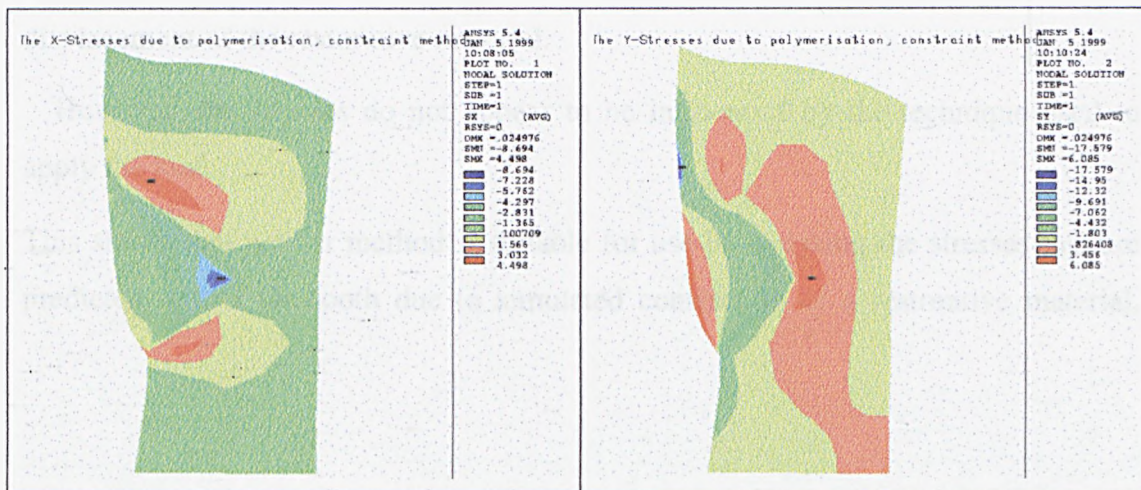 The X-Stresses due to polymerisation, constraint method
ANSYS 5.4
JAN 5 1999
10:08:05
PLOT NO. 1
NODAL SOLUTION
STEP=1
SUB =1
TIME=1
SX (AVG)
RSYS=0
DMX =.024976
SMN =-8.694
SMX =4.498
-8.694
-7.228
-5.762
-4.297
-2.831
-1.365
.100709
1.566
3.032
4.498
The Y-Stresses due to polymerisation, constraint method
ANSYS 5.4
JAN 5 1999
10:10:24
PLOT NO. 2
NODAL SOLUTION
STEP=1
SUB =1
TIME=1
SY (AVG)
RSYS=0
DMX =.024976
SMN =-17.579
SMX =6.085
-17.579
-14.95
-12.32
-9.691
-7.062
-4.432
-1.803
.826408
3.456
6.085